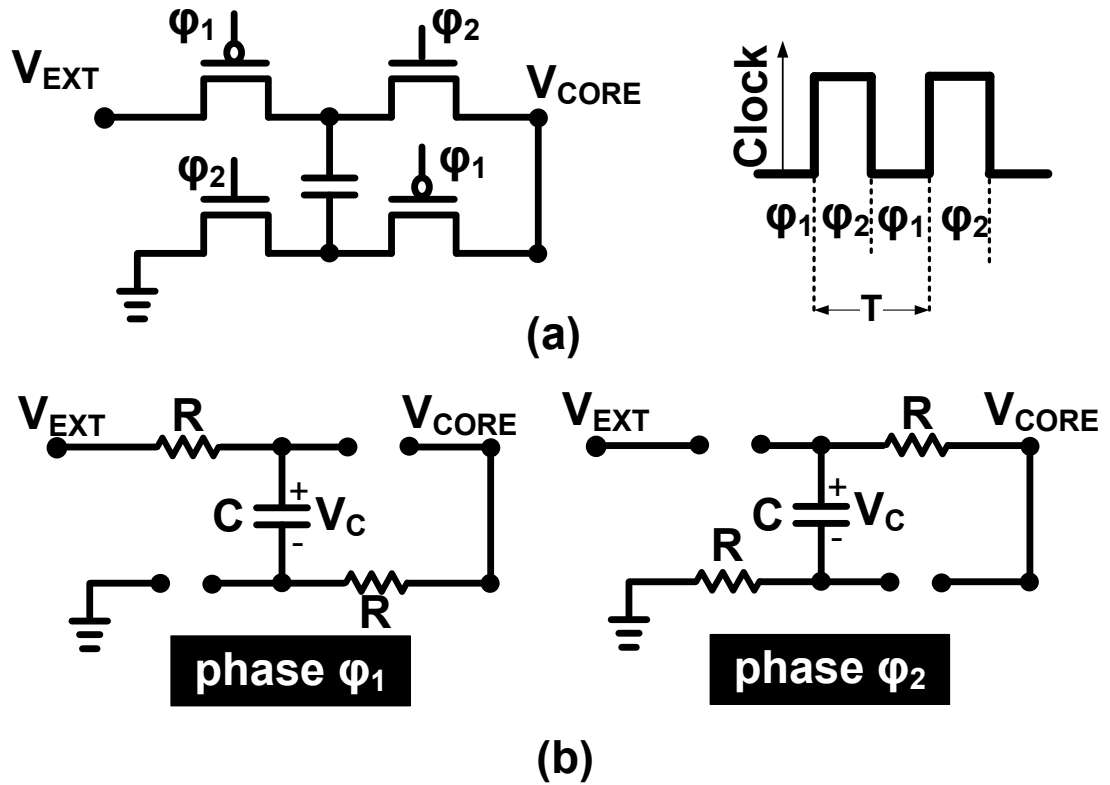 φ1 φ2
VEXT VCORE
Clock
φ2 φ1
φ1 φ2 φ1 φ2
T
(a)
VEXT R VCORE
C + VC -
R
phase φ1
VEXT R VCORE
C + VC -
R
phase φ2
(b)